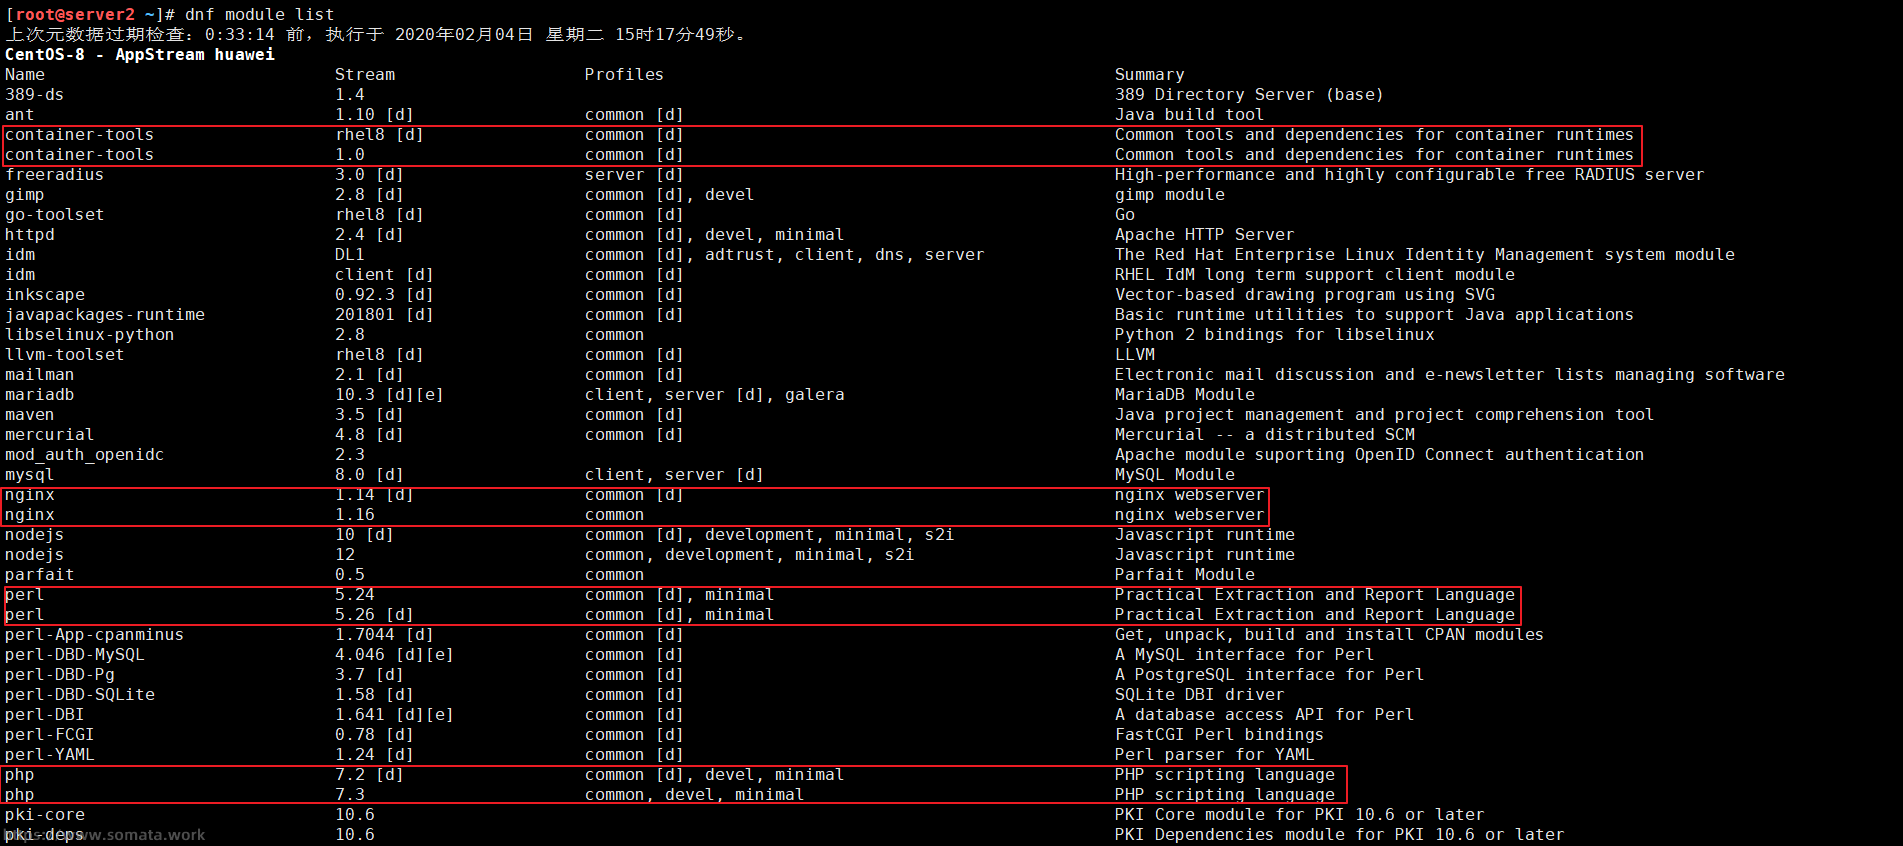 [root@server2 ~]# dnf module list
上次元数据过期检查：0:33:14 前，执行于 2020年02月04日 星期二 15时17分49秒。
CentOS-8 - AppStream huawei
Name Stream Profiles Summary
389-ds 1.4 389 Directory Server (base)
ant 1.10 [d] common [d] Java build tool
container-tools rhel8 [d] common [d] Common tools and dependencies for container runtimes
container-tools 1.0 common [d] Common tools and dependencies for container runtimes
freeradius 3.0 [d] server [d] High-performance and highly configurable free RADIUS server
gimp 2.8 [d] common [d], devel gimp module
go-toolset rhel8 [d] common [d] Go
httpd 2.4 [d] common [d], devel, minimal Apache HTTP Server
idm DL1 common [d], adtrust, client, dns, server The Red Hat Enterprise Linux Identity Management system module
idm client [d] common [d] RHEL IdM long term support client module
inkscape 0.92.3 [d] common [d] Vector-based drawing program using SVG
javapackages-runtime 201801 [d] common [d] Basic runtime utilities to support Java applications
libselinux-python 2.8 common Python 2 bindings for libselinux
llvm-toolset rhel8 [d] common [d] LLVM
mailman 2.1 [d] common [d] Electronic mail discussion and e-newsletter lists managing software
mariadb 10.3 [d][e] client, server [d], galera MariaDB Module
maven 3.5 [d] common [d] Java project management and project comprehension tool
mercurial 4.8 [d] common [d] Mercurial -- a distributed SCM
mod_auth_openidc 2.3 Apache module suporting OpenID Connect authentication
mysql 8.0 [d] client, server [d] MySQL Module
nginx 1.14 [d] common [d] nginx webserver
nginx 1.16 common nginx webserver
nodejs 10 [d] common [d], development, minimal, s2i Javascript runtime
nodejs 12 common, development, minimal, s2i Javascript runtime
parfait 0.5 common Parfait Module
perl 5.24 common [d], minimal Practical Extraction and Report Language
perl 5.26 [d] common [d], minimal Practical Extraction and Report Language
perl-App-cpanminus 1.7044 [d] common [d] Get, unpack, build and install CPAN modules
perl-DBD-MySQL 4.046 [d][e] common [d] A MySQL interface for Perl
perl-DBD-Pg 3.7 [d] common [d] A PostgreSQL interface for Perl
perl-DBD-SQLite 1.58 [d] common [d] SQLite DBI driver
perl-DBI 1.641 [d][e] common [d] A database access API for Perl
perl-FCGI 0.78 [d] common [d] FastCGI Perl bindings
perl-YAML 1.24 [d] common [d] Perl parser for YAML
php 7.2 [d] common [d], devel, minimal PHP scripting language
php 7.3 common, devel, minimal PHP scripting language
pki-core 10.6 PKI Core module for PKI 10.6 or later
pki-deps 10.6 PKI Dependencies module for PKI 10.6 or later
https://www.somata.work